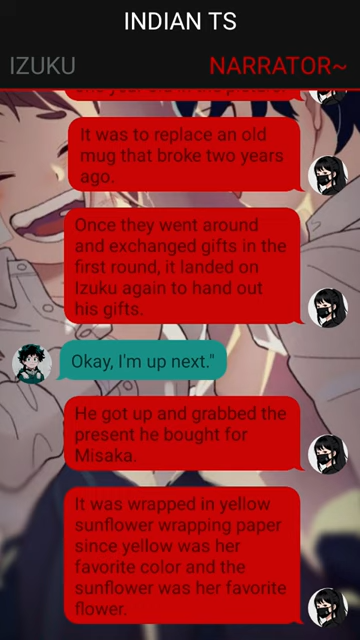 INDIAN TS
IZUKU
NARRATOR~
It was to replace an old
mug that broke two years
ago.
Once they went around
and exchanged gifts in the
first round, it landed on
Izuku again to hand out
his gifts.
Okay, I'm up next."
He got up and grabbed the
present he bought for
Misaka.
It was wrapped in yellow
sunflower wrapping paper
since yellow was her
favorite color and the
sunflower was her favorite
flower.